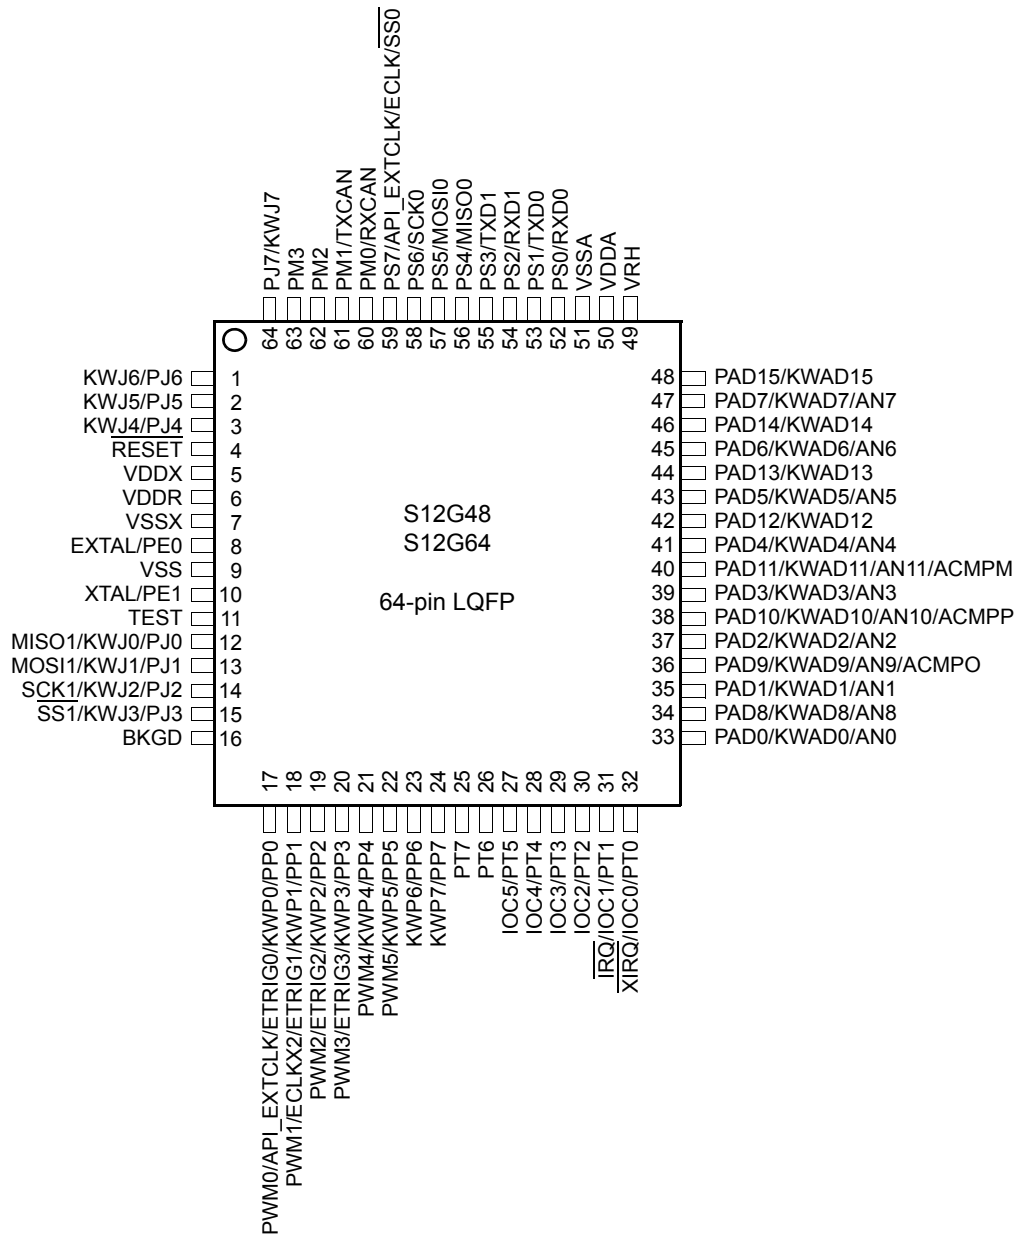 PJ7/KWJ7
PM3
PM2
PM1/TXCAN
PM0/RXCAN
PS7/API_EXTCLK/ECLK/SS0
PS6/SCK0
PS5/MOSI0
PS4/MISO0
PS3/TXD1
PS2/RXD1
PS1/TXD0
PS0/RXD0
VSSA
VDDA
VRH
64
63
62
61
60
59
58
57
56
55
54
53
52
51
50
49
KWJ6/PJ6 1
KWJ5/PJ5 2
KWJ4/PJ4 3
RESET 4
VDDX 5
VDDR 6
VSSX 7
EXTAL/PE0 8
VSS 9
XTAL/PE1 10
TEST 11
MISO1/KWJ0/PJ0 12
MOSI1/KWJ1/PJ1 13
SCK1/KWJ2/PJ2 14
SS1/KWJ3/PJ3 15
BKGD 16
S12G48
S12G64
64-pin LQFP
48 PAD15/KWAD15
47 PAD7/KWAD7/AN7
46 PAD14/KWAD14
45 PAD6/KWAD6/AN6
44 PAD13/KWAD13
43 PAD5/KWAD5/AN5
42 PAD12/KWAD12
41 PAD4/KWAD4/AN4
40 PAD11/KWAD11/AN11/ACMPM
39 PAD3/KWAD3/AN3
38 PAD10/KWAD10/AN10/ACMPP
37 PAD2/KWAD2/AN2
36 PAD9/KWAD9/AN9/ACMPO
35 PAD1/KWAD1/AN1
34 PAD8/KWAD8/AN8
33 PAD0/KWAD0/AN0
17
18
19
20
21
22
23
24
25
26
27
28
29
30
31
32
PWM0/API_EXTCLK/ETRIG0/KWP0/PP0
PWM1/ECLKX2/ETRIG1/KWP1/PP1
PWM2/ETRIG2/KWP2/PP2
PWM3/ETRIG3/KWP3/PP3
PWM4/KWP4/PP4
PWM5/KWP5/PP5
KWP6/PP6
KWP7/PP7
PT7
PT6
IOC5/PT5
IOC4/PT4
IOC3/PT3
IOC2/PT2
IRQ/IOC1/PT1
XIRQ/IOC0/PT0